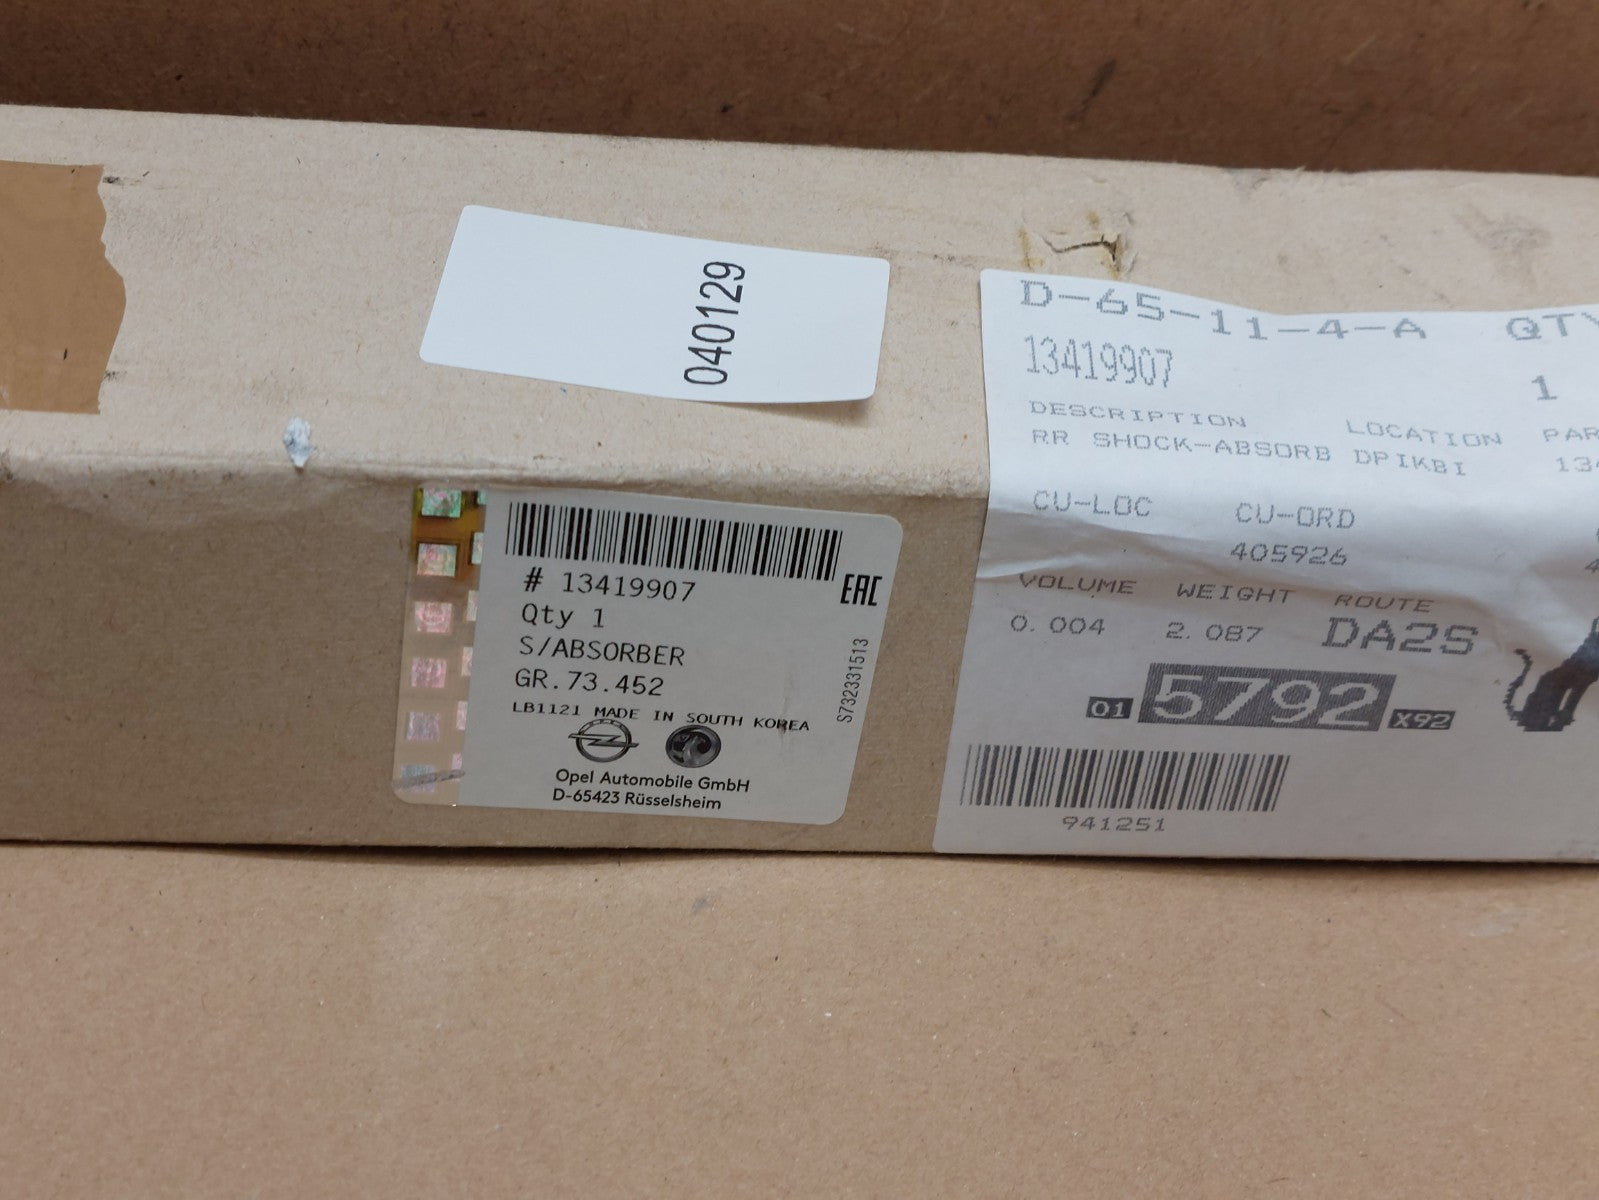 040129
D-65-11-4-A QTY
13419907
1
DESCRIPTION LOCATION PAR
RR SHOCK-ABSORB DPIKBI 134
CU-LOC CU-ORD
405926
VOLUME WEIGHT ROUTE
0.004 2.087 DA2S
01 5792 X92
941251
# 13419907
EAC
Qty 1
S/ABSORBER
GR.73.452
LB1121 MADE IN SOUTH KOREA
S732331513
Opel Automobile GmbH
D-65423 Rüsselsheim